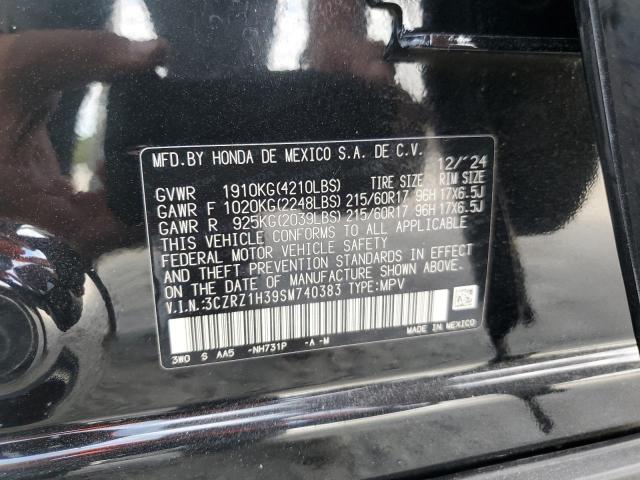 MFD.BY HONDA DE MEXICO S.A. DE C.V. 12/'24
GVWR 1910KG(4210LBS) TIRE SIZE RIM SIZE
GAWR F 1020KG(2248LBS) 215/60R17 96H 17X6.5J
GAWR R 925KG(2039LBS) 215/60R17 96H 17X6.5J
THIS VEHICLE CONFORMS TO ALL APPLICABLE
FEDERAL MOTOR VEHICLE SAFETY
AND THEFT PREVENTION STANDARDS IN EFFECT
ON THE DATE OF MANUFACTURE SHOWN ABOVE.
V.I.N.:3CZRZ1H39SM740383 TYPE:MPV
3W0 S AA5 -NH731P -A -M MADE IN MEXICO